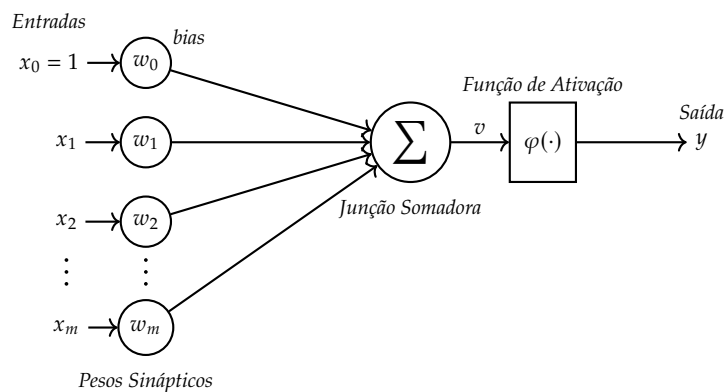 Entradas
bias
x₀ = 1
w₀
Função de Ativação
Saída
x₁
w₁
∑
v
φ(·)
y
x₂
w₂
Junção Somadora
⋮
⋮
xₘ
wₘ
Pesos Sinápticos